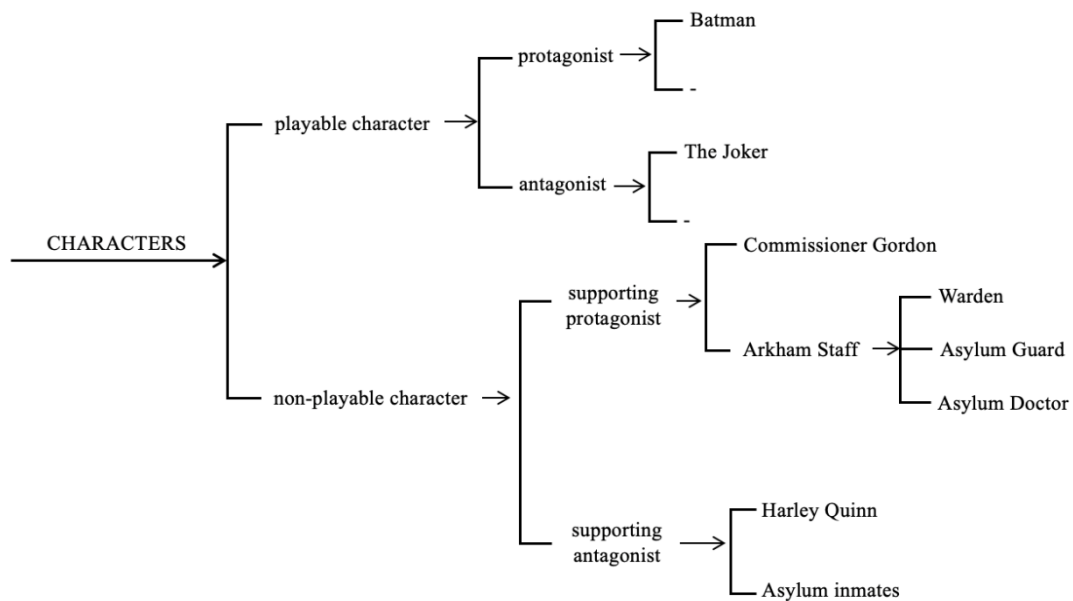 Batman
protagonist
-
playable character
The Joker
antagonist
-
CHARACTERS
Commissioner Gordon
supporting
protagonist
Warden
Arkham Staff
Asylum Guard
Asylum Doctor
non-playable character
Harley Quinn
supporting
antagonist
Asylum inmates